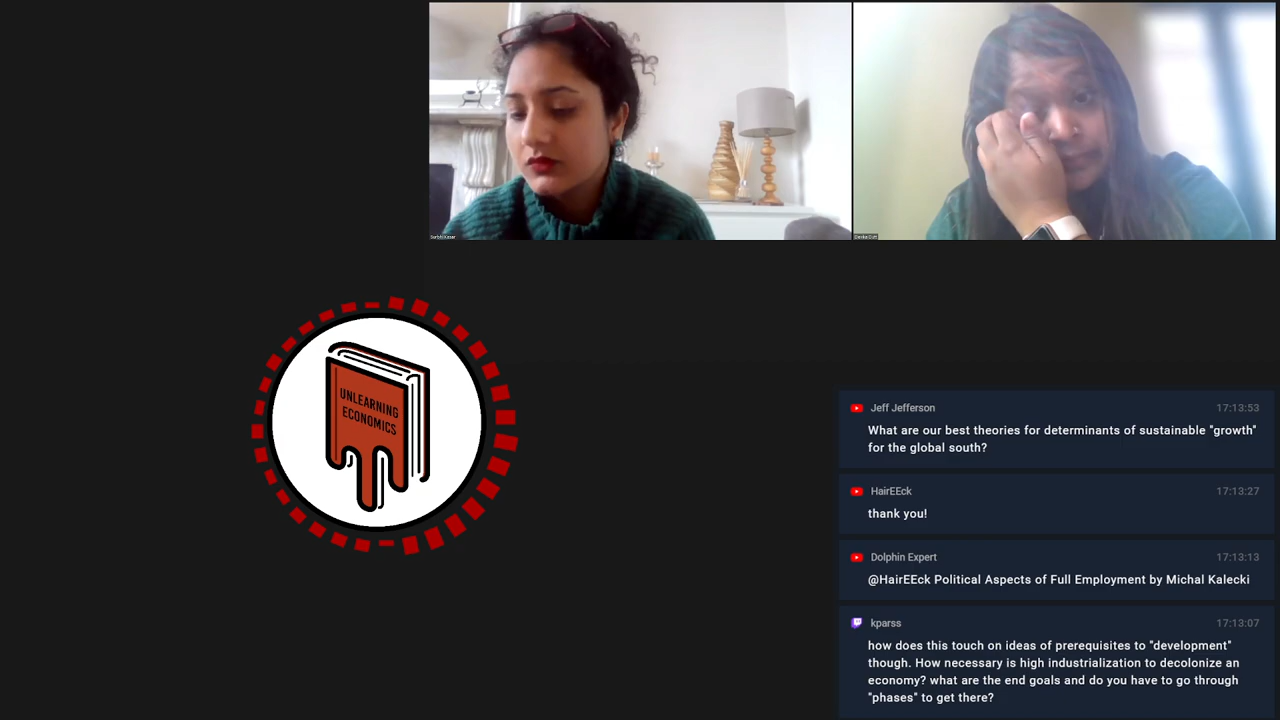 Surbhi Kesar
Devika Dutt
UNLEARNING
ECONOMICS
Jeff Jefferson 17:13:53
What are our best theories for determinants of sustainable "growth"
for the global south?
HairEEck 17:13:27
thank you!
Dolphin Expert 17:13:13
@HairEEck Political Aspects of Full Employment by Michal Kalecki
kparss 17:13:07
how does this touch on ideas of prerequisites to "development"
though. How necessary is high industrialization to decolonize an
economy? what are the end goals and do you have to go through
"phases" to get there?